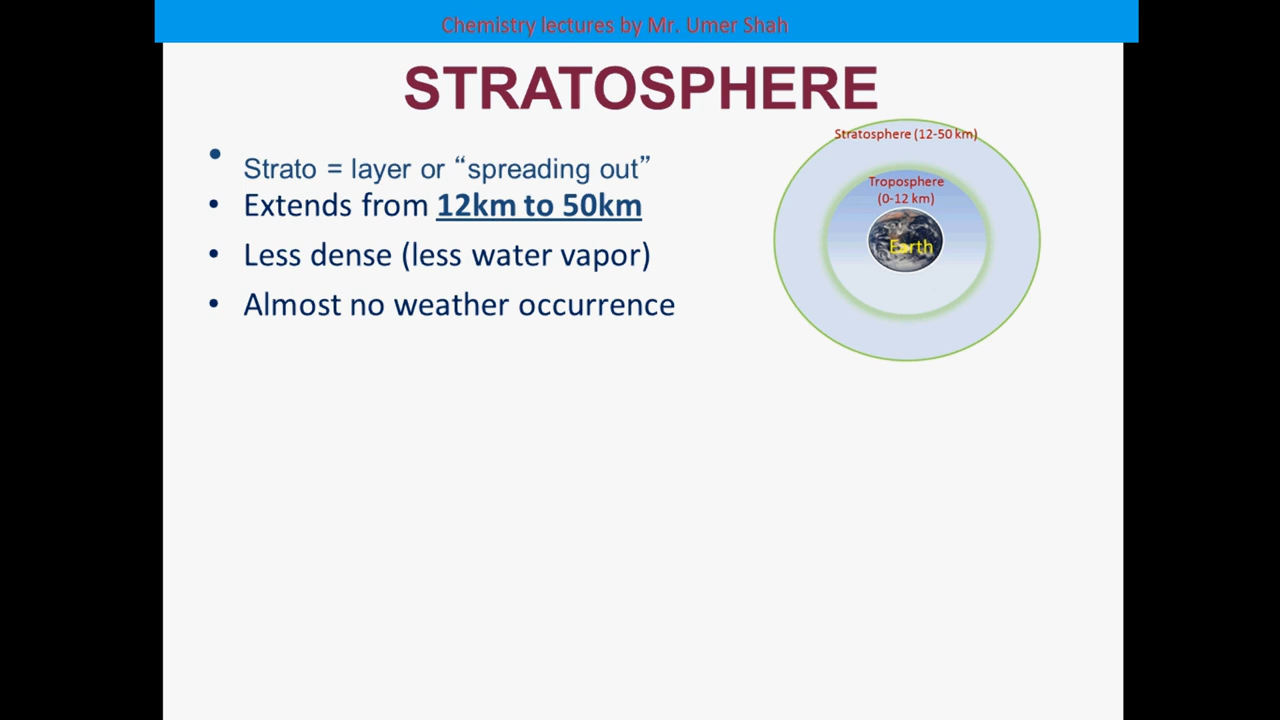 Chemistry lectures by Mr. Umer Shah
STRATOSPHERE
• Strato = layer or “spreading out”
• Extends from 12km to 50km
• Less dense (less water vapor)
• Almost no weather occurrence
Stratosphere (12-50 km)
Troposphere
(0-12 km)
Earth